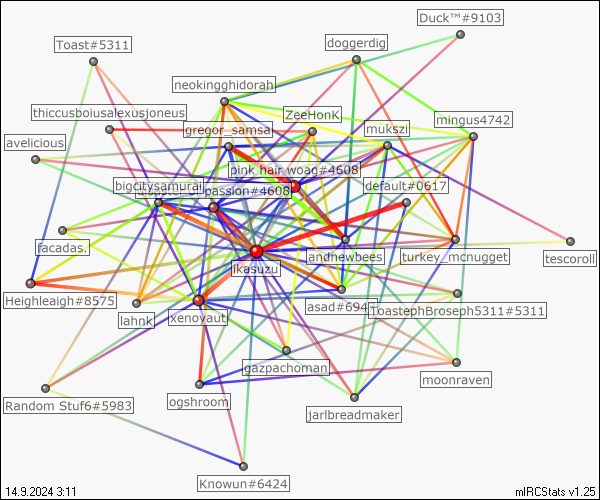 Duck™#9103
Toast#5311
doggerdig
neokingghidorah
thiccusboiusalexusjoneus
ZeeHonK
mingus4742
gregor_samsa
mukszi
avelicious
pink hair woag#4608
bigcitysamurai
passion#4608
default#0617
facadas.
andnewbees
turkey_mcnugget
tescoroll
ikasuzu
Heighleaigh#8575
lahnk
xenoyauti
asad#694
ToastephBroseph5311#5311
gazpachoman
moonraven
Random Stuf6#5983
ogshroom
jarlbreadmaker
Knowun#6424
14.9.2024 3:11
mIRCStats v1.25